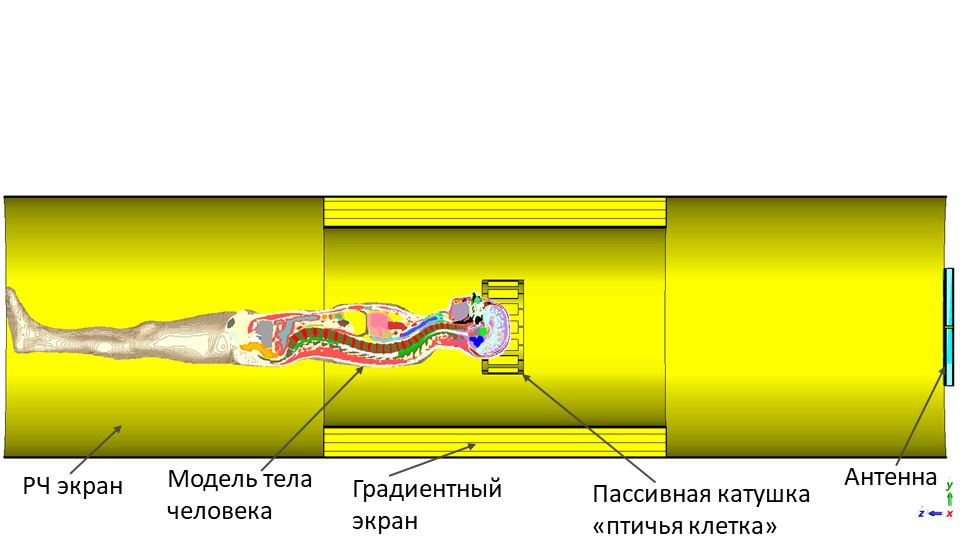 РЧ экран
Модель тела
человека
Градиентный
экран
Пассивная катушка
«птичья клетка»
Антенна
y
z
x